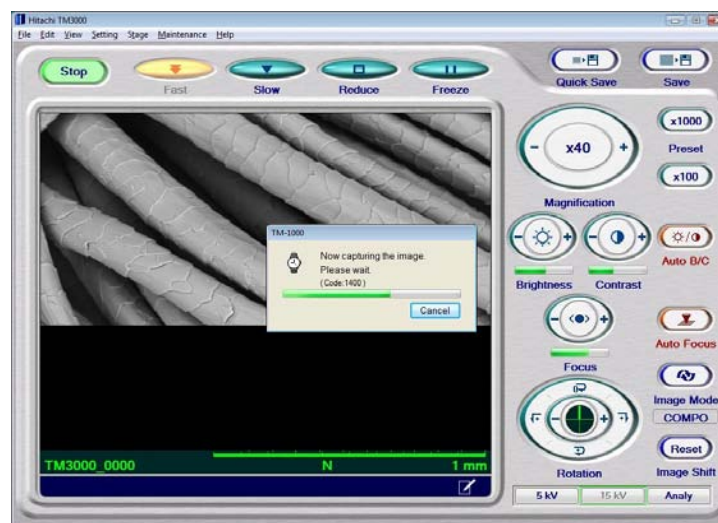 Hitachi TM3000
File Edit View Setting Stage Maintenance Help
Stop
Fast
Slow
Reduce
Freeze
Quick Save
Save
x40
Magnification
x1000
Preset
x100
Brightness
Contrast
Auto B/C
TM-1000
Now capturing the image.
Please wait.
(Code:1400)
Cancel
Focus
Auto Focus
Image Mode
COMPO
Rotation
Reset
Image Shift
TM3000_0000 N 1 mm
5 kV 15 kV Analy